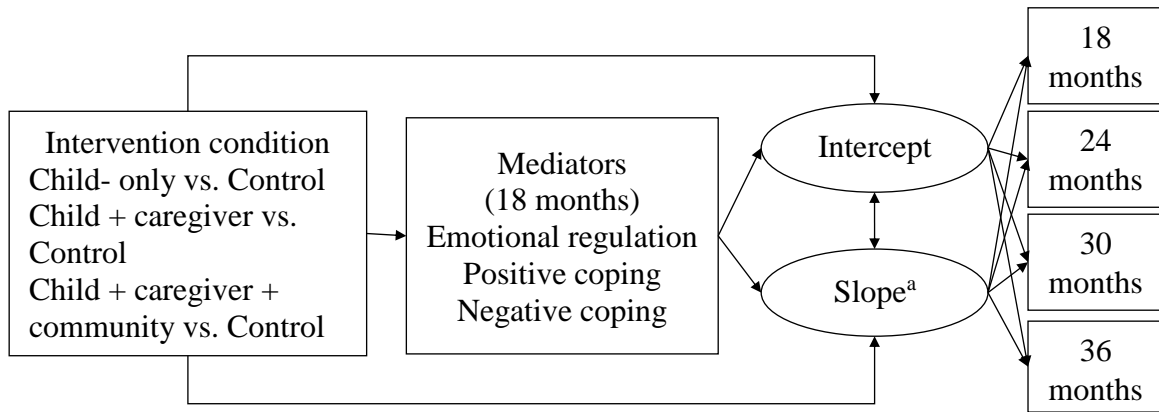 Intervention condition
Child- only vs. Control
Child + caregiver vs.
Control
Child + caregiver +
community vs. Control
Mediators
(18 months)
Emotional regulation
Positive coping
Negative coping
Intercept
Slopeᵃ
18
months
24
months
30
months
36
months